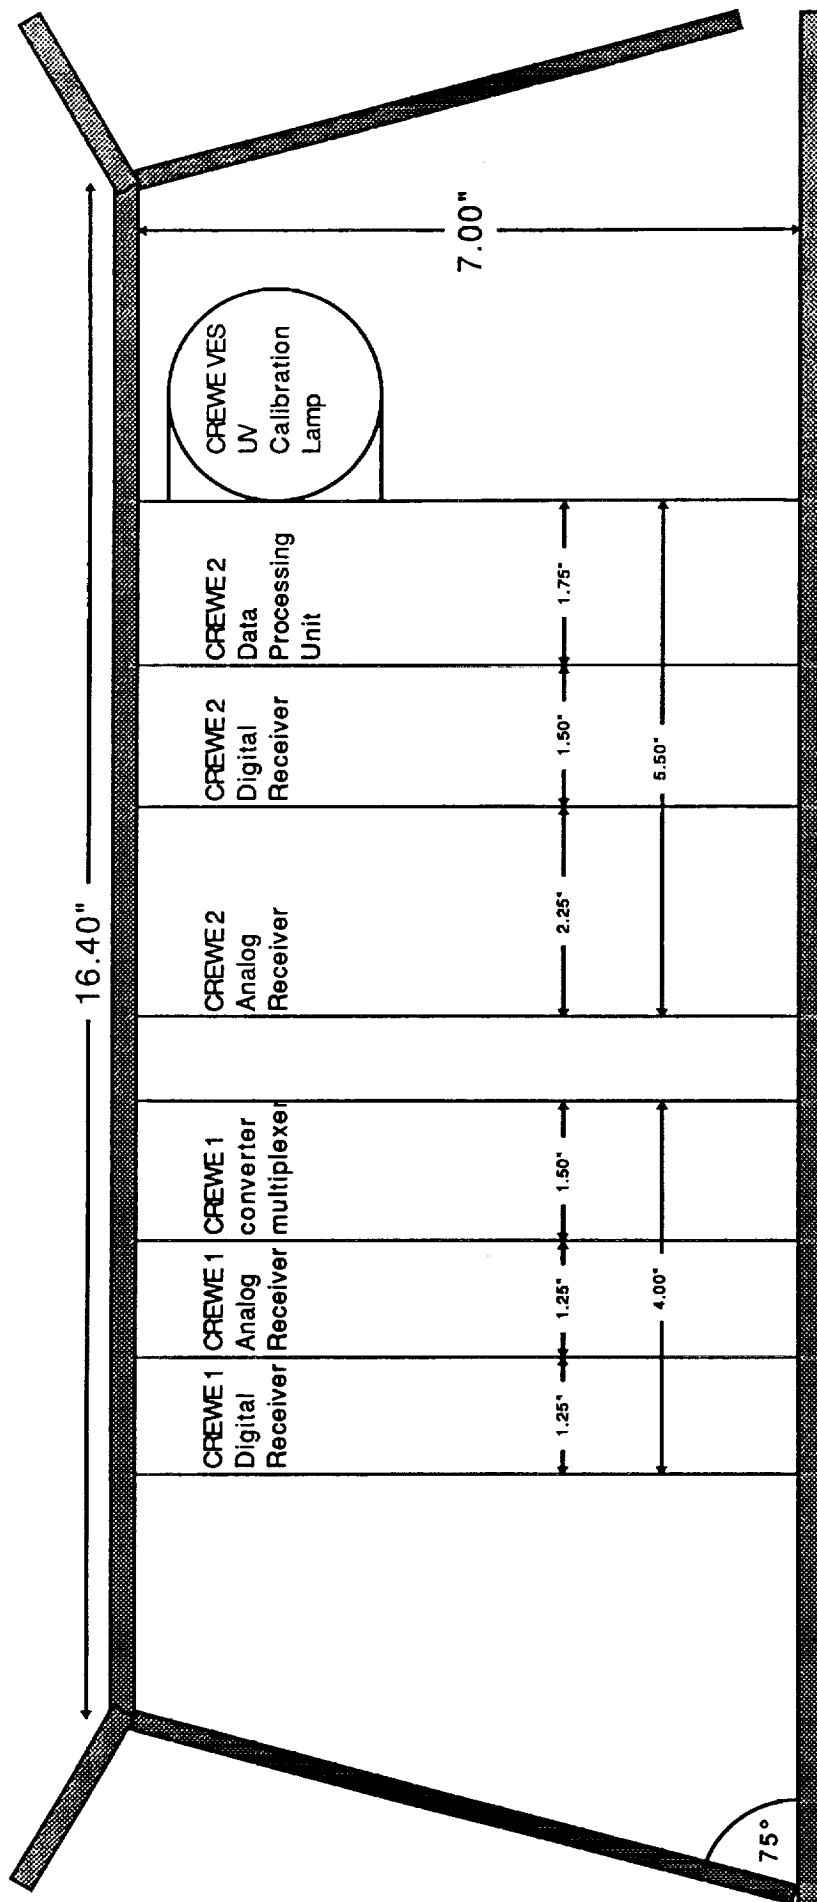 16.40"
7.00"
CREWE 1
Digital
Receiver
CREWE 1
Analog
Receiver
CREWE 1
converter
multiplexer
CREWE 2
Analog
Receiver
CREWE 2
Digital
Receiver
CREWE 2
Data
Processing
Unit
CREWE VES
UV
Calibration
Lamp
1.25"
1.25"
1.50"
2.25"
1.50"
1.75"
4.00"
5.50"
75°